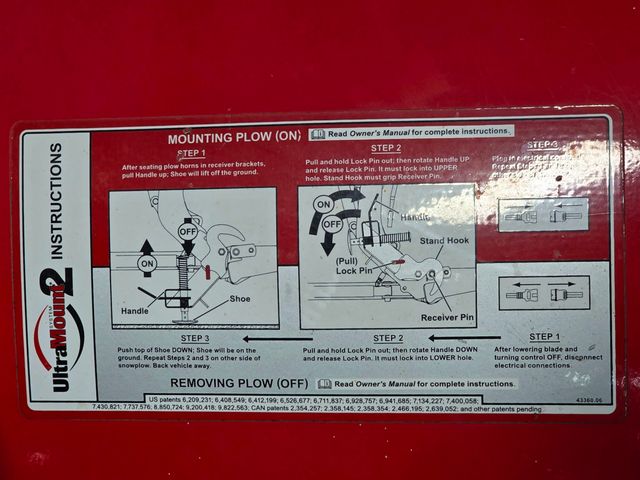 MOUNTING PLOW (ON) Read Owner's Manual for complete instructions.
STEP 1
After seating plow horns in receiver brackets,
pull Handle up; Shoe will lift off the ground.
STEP 2
Pull and hold Lock Pin out; then rotate Handle UP
and release Lock Pin. It must lock into UPPER
hole. Stand Hook must grip Receiver Pin.
STEP 3
Plug in electrical
Repeat
UltraMount 2
SYSTEM
INSTRUCTIONS
ON
OFF
Handle
Shoe
ON
OFF
Handle
(Pull)
Lock Pin
Stand Hook
Receiver Pin
STEP 3
Push top of Shoe DOWN; Shoe will be on the
ground. Repeat Steps 2 and 3 on other side of
snowplow. Back vehicle away.
STEP 2
Pull and hold Lock Pin out; then rotate Handle DOWN
and release Lock Pin. It must lock into LOWER hole.
STEP 1
After lowering blade and
turning control OFF, disconnect
electrical connections.
REMOVING PLOW (OFF) Read Owner's Manual for complete instructions.
US patents 6,209,231; 6,408,549; 6,412,199; 6,526,677; 6,711,837; 6,928,757; 6,941,685; 7,134,227; 7,400,058;
7,430,821; 7,737,576; 8,850,724; 9,200,418; 9,822,563; CAN patents 2,354,257; 2,358,145; 2,358,354; 2,466,195; 2,639,052; and other patents pending.
43360.06